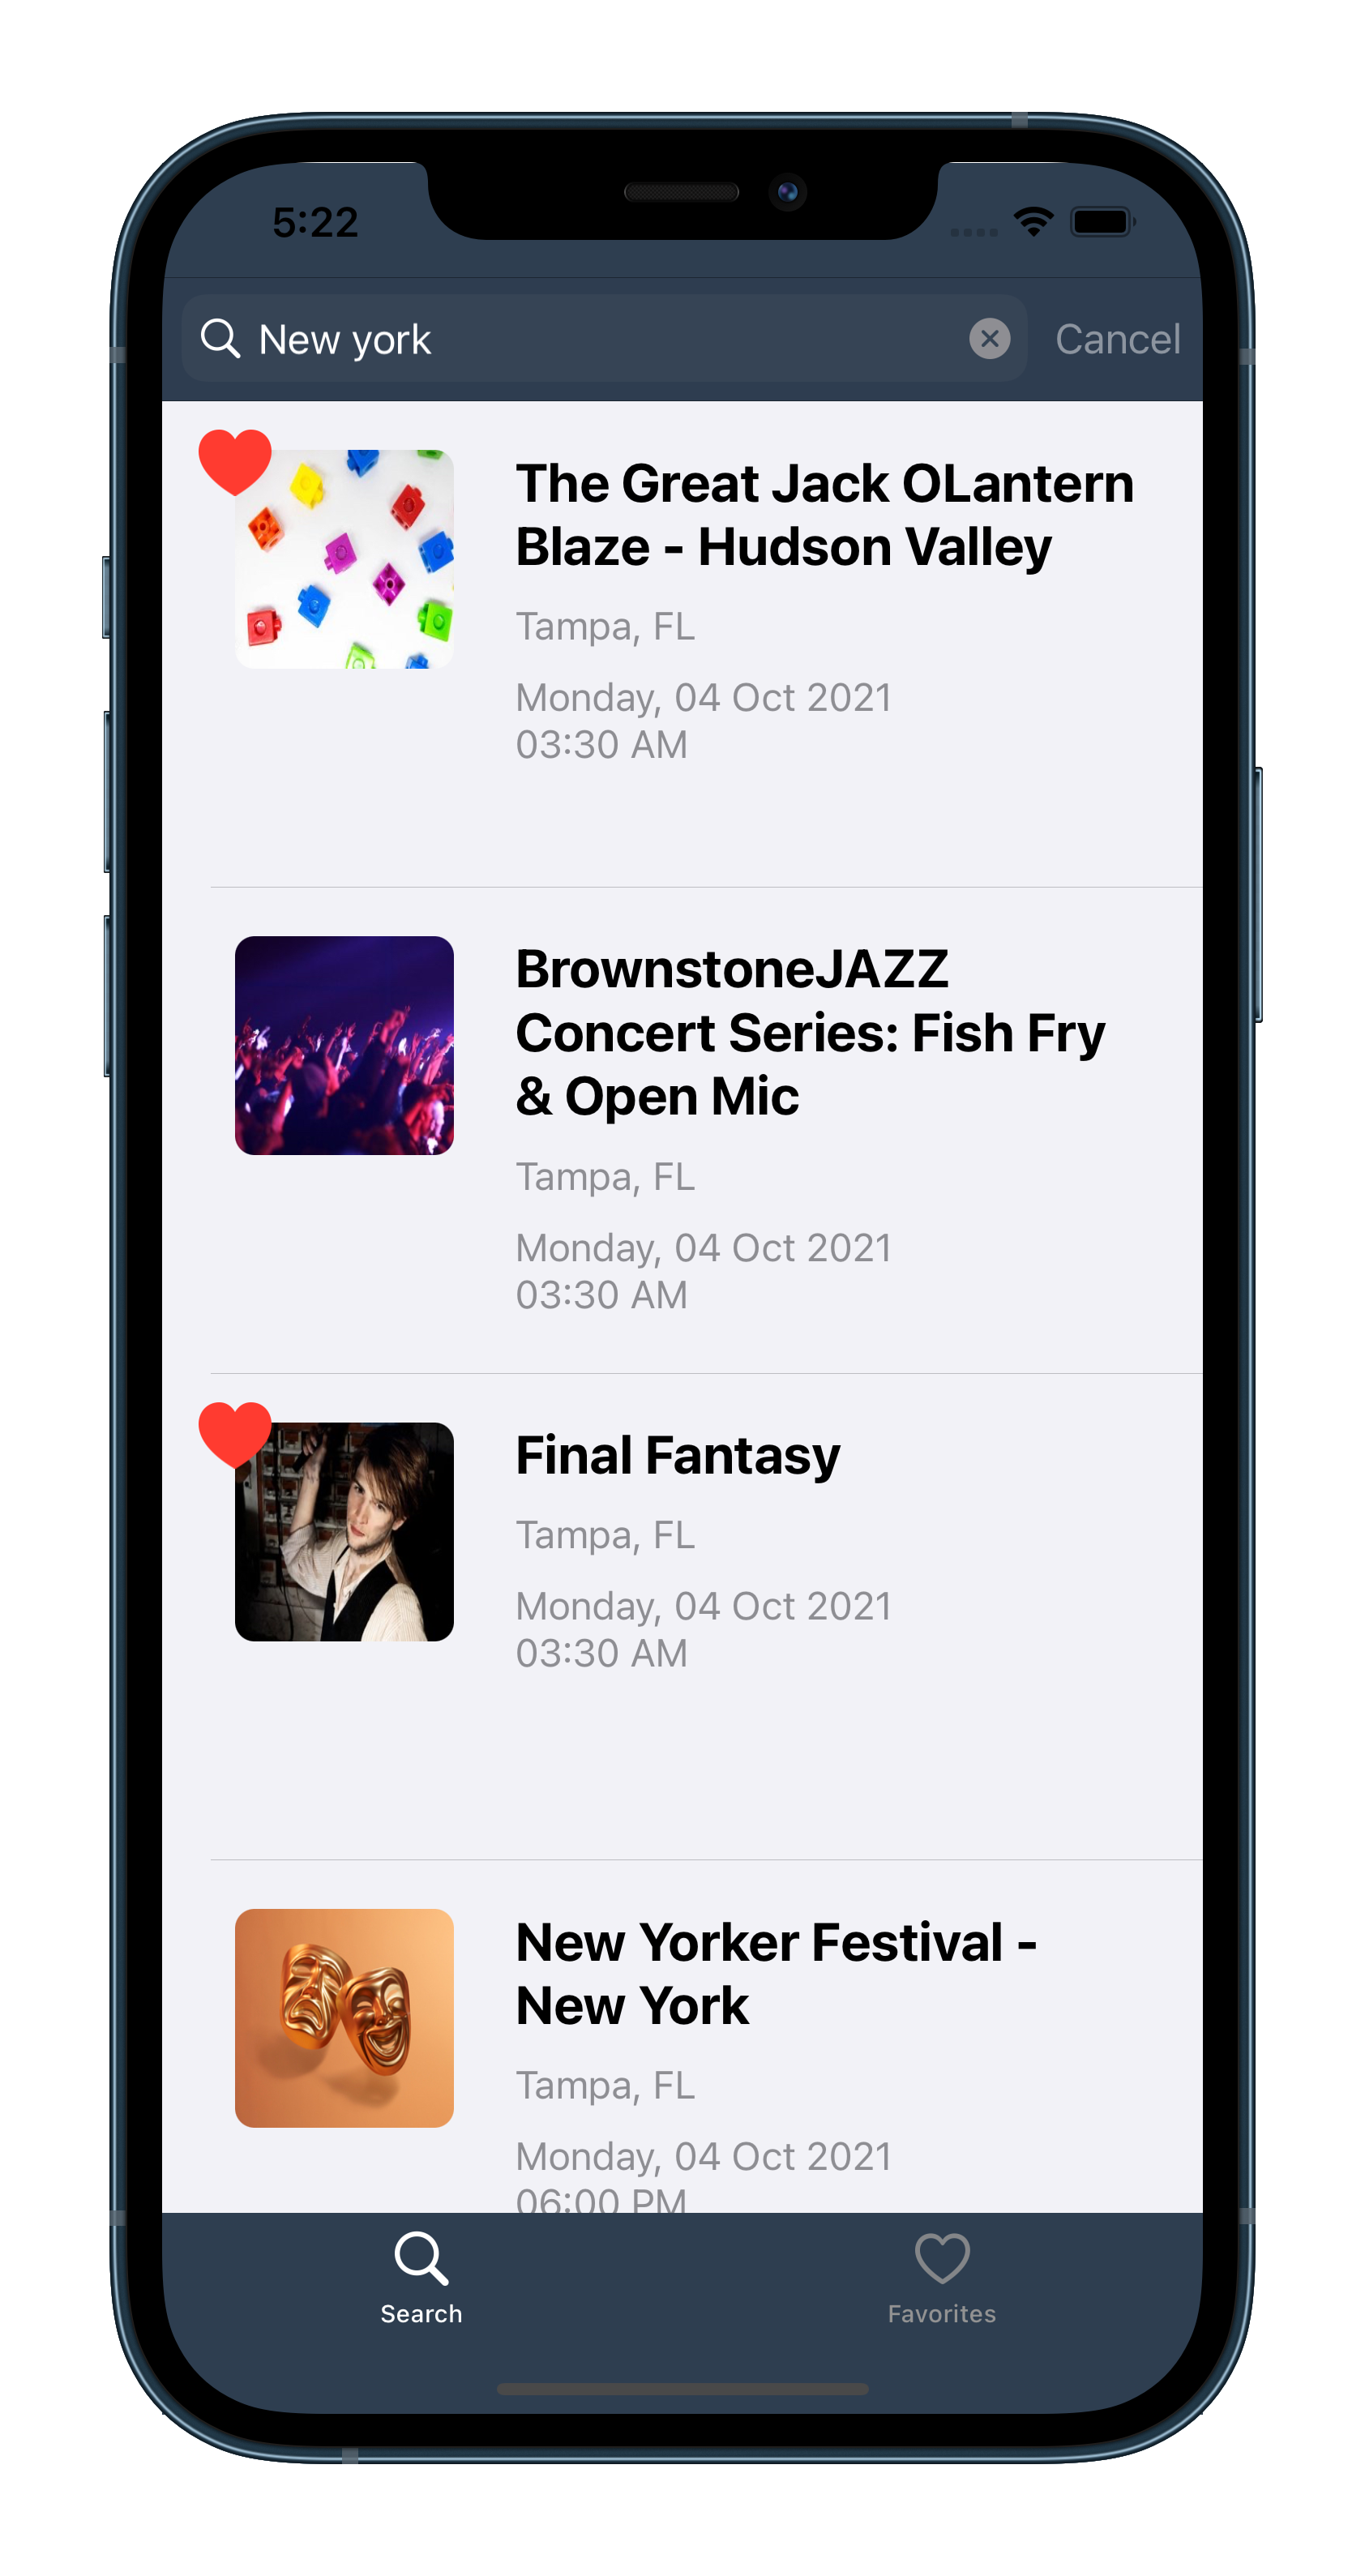 5:22
New york
Cancel
The Great Jack OLantern
Blaze - Hudson Valley
Tampa, FL
Monday, 04 Oct 2021
03:30 AM
BrownstoneJAZZ
Concert Series: Fish Fry
& Open Mic
Tampa, FL
Monday, 04 Oct 2021
03:30 AM
Final Fantasy
Tampa, FL
Monday, 04 Oct 2021
03:30 AM
New Yorker Festival -
New York
Tampa, FL
Monday, 04 Oct 2021
06:00 PM
Search
Favorites